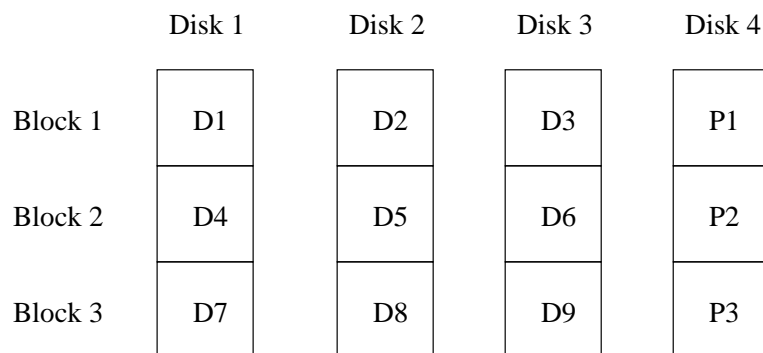 Disk 1 Disk 2 Disk 3 Disk 4
Block 1 D1 D2 D3 P1
Block 2 D4 D5 D6 P2
Block 3 D7 D8 D9 P3